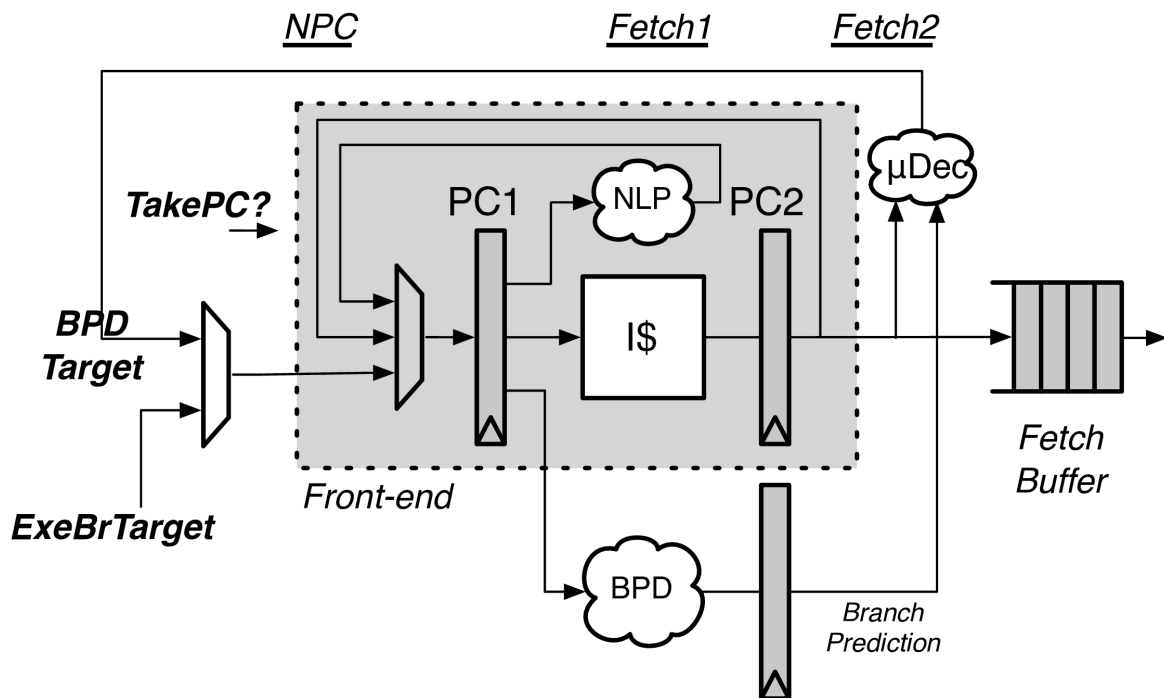 NPC
Fetch1
Fetch2
µDec
NLP
PC1
PC2
TakePC?
BPD
Target
I$
Fetch
Buffer
Front-end
ExeBrTarget
BPD
Branch
Prediction